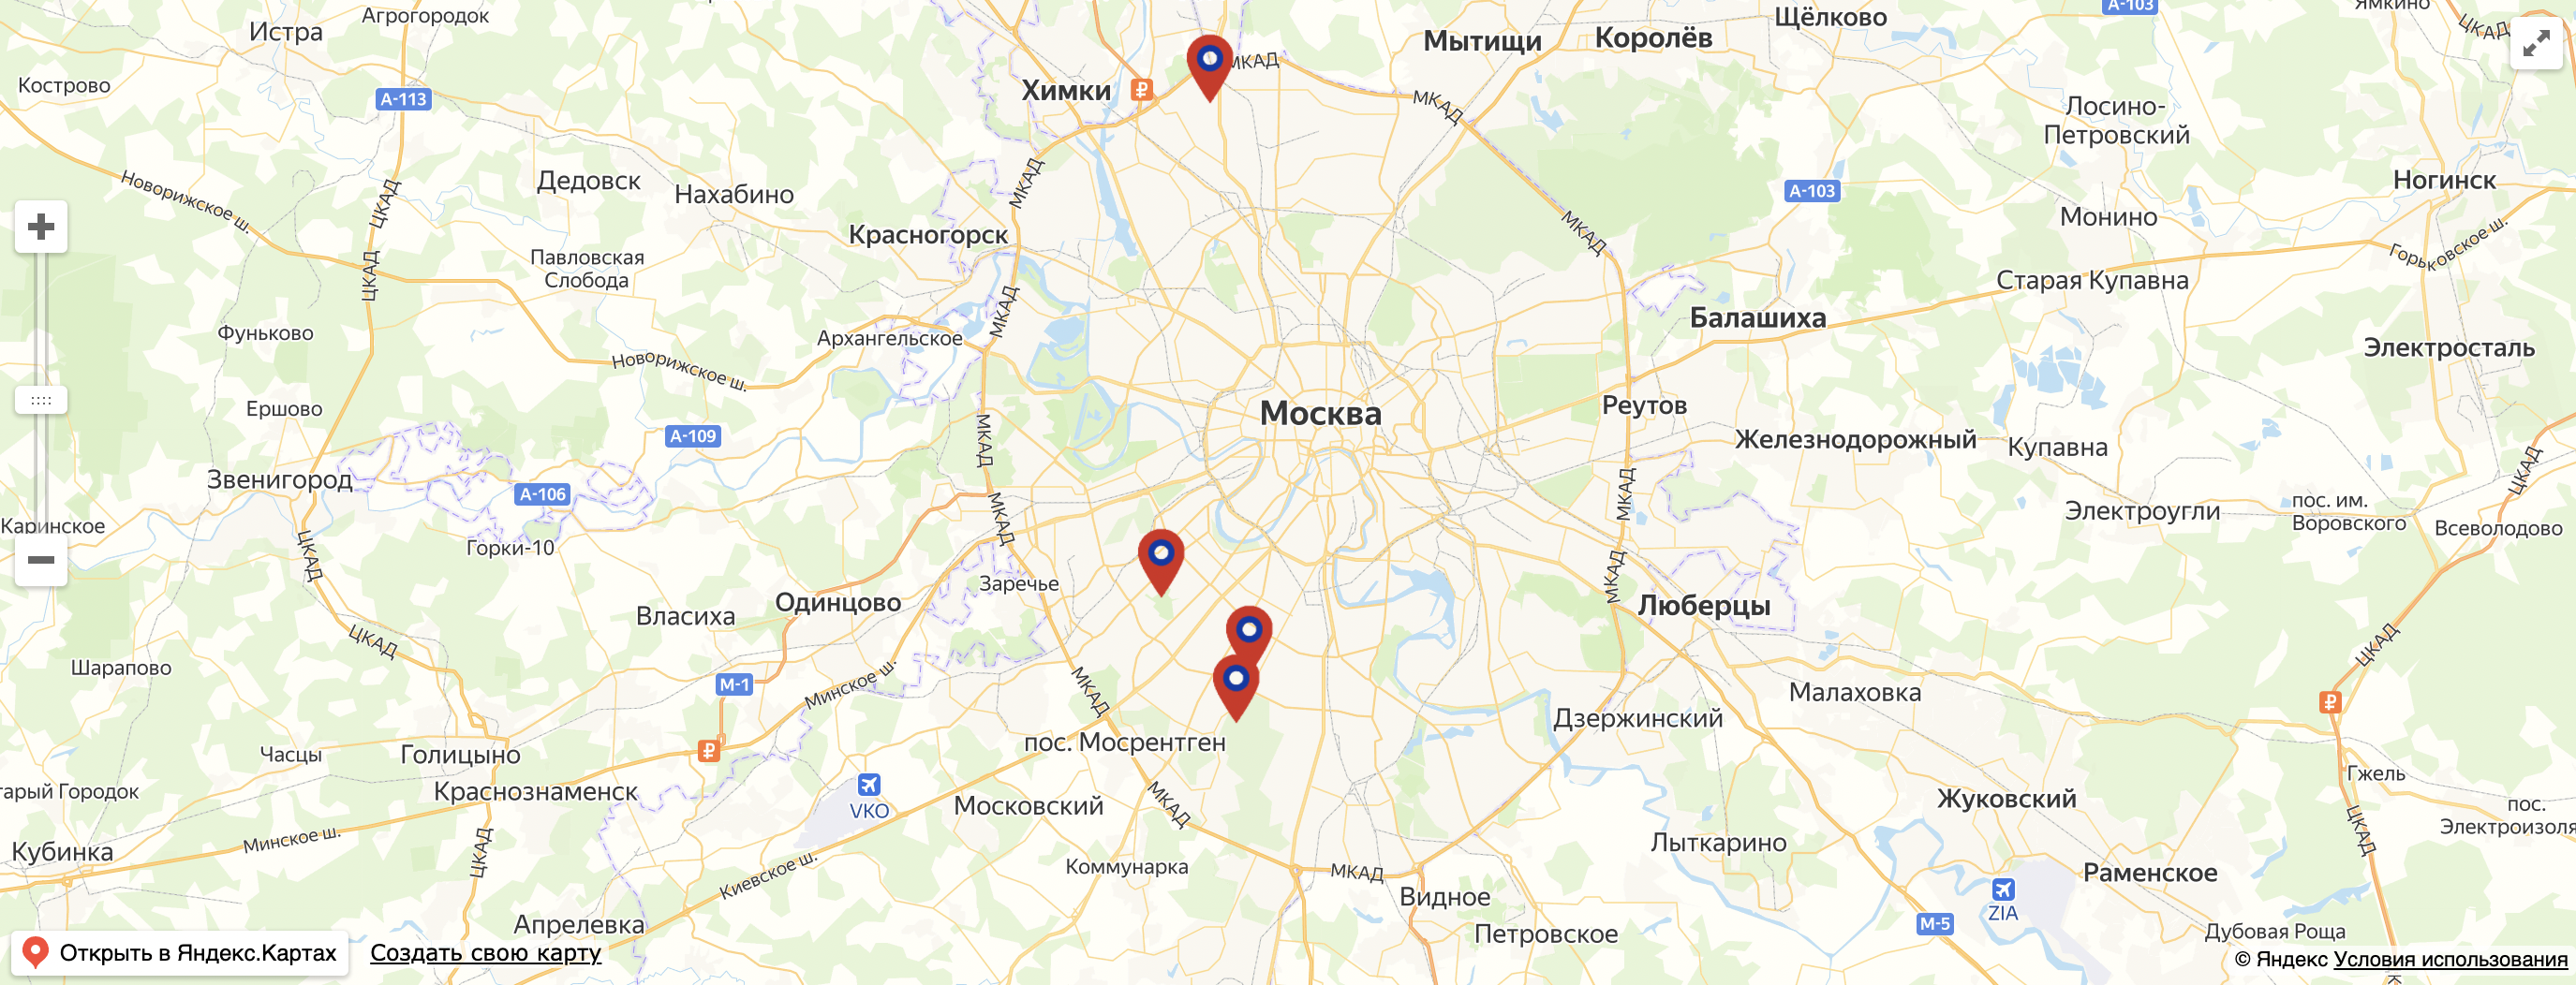 Истра
Агрогородок
Щёлково
А-103
ЦКАД
Мытищи
Королёв
МКАД
Химки
Кострово
А-113
МКАД
Лосино-
Петровский
Дедовск
Нахабино
МКАД
А-103
Ногинск
Новорижское ш.
ЦКАД
Монино
МКАД
Красногорск
Горьковское ш.
Павловская
Слобода
ЦКАД
Старая Купавна
МКАД
Балашиха
Фуньково
Архангельское
Электросталь
Новорижское ш.
Ершово
Москва
Реутов
А-109
МКАД
Железнодорожный
Купавна
Звенигород
ЦКАД
А-106
МКАД
пос. им.
Воровского
Электроугли
МКАД
Каринское
Всеволодово
Горки-10
ЦКАД
Заречье
МКАД
Одинцово
Люберцы
Власиха
ЦКАД
ЦКАД
Шарапово
М-1
Минское ш.
МКАД
Малаховка
Дзержинский
пос. Мосрентген
Часцы
Голицыно
Гжель
Краснознаменск
Московский
МКАД
Жуковский
VKO
пос.
Минское ш.
ЦКАД
Лыткарино
ЦКАД
Кубинка
Киевское ш.
Коммунарка
МКАД
Раменское
Видное
ZIA
Апрелевка
Петровское
М-5
Дубовая Роща
Открыть в Яндекс.Картах
Создать свою карту
© Яндекс Условия использования